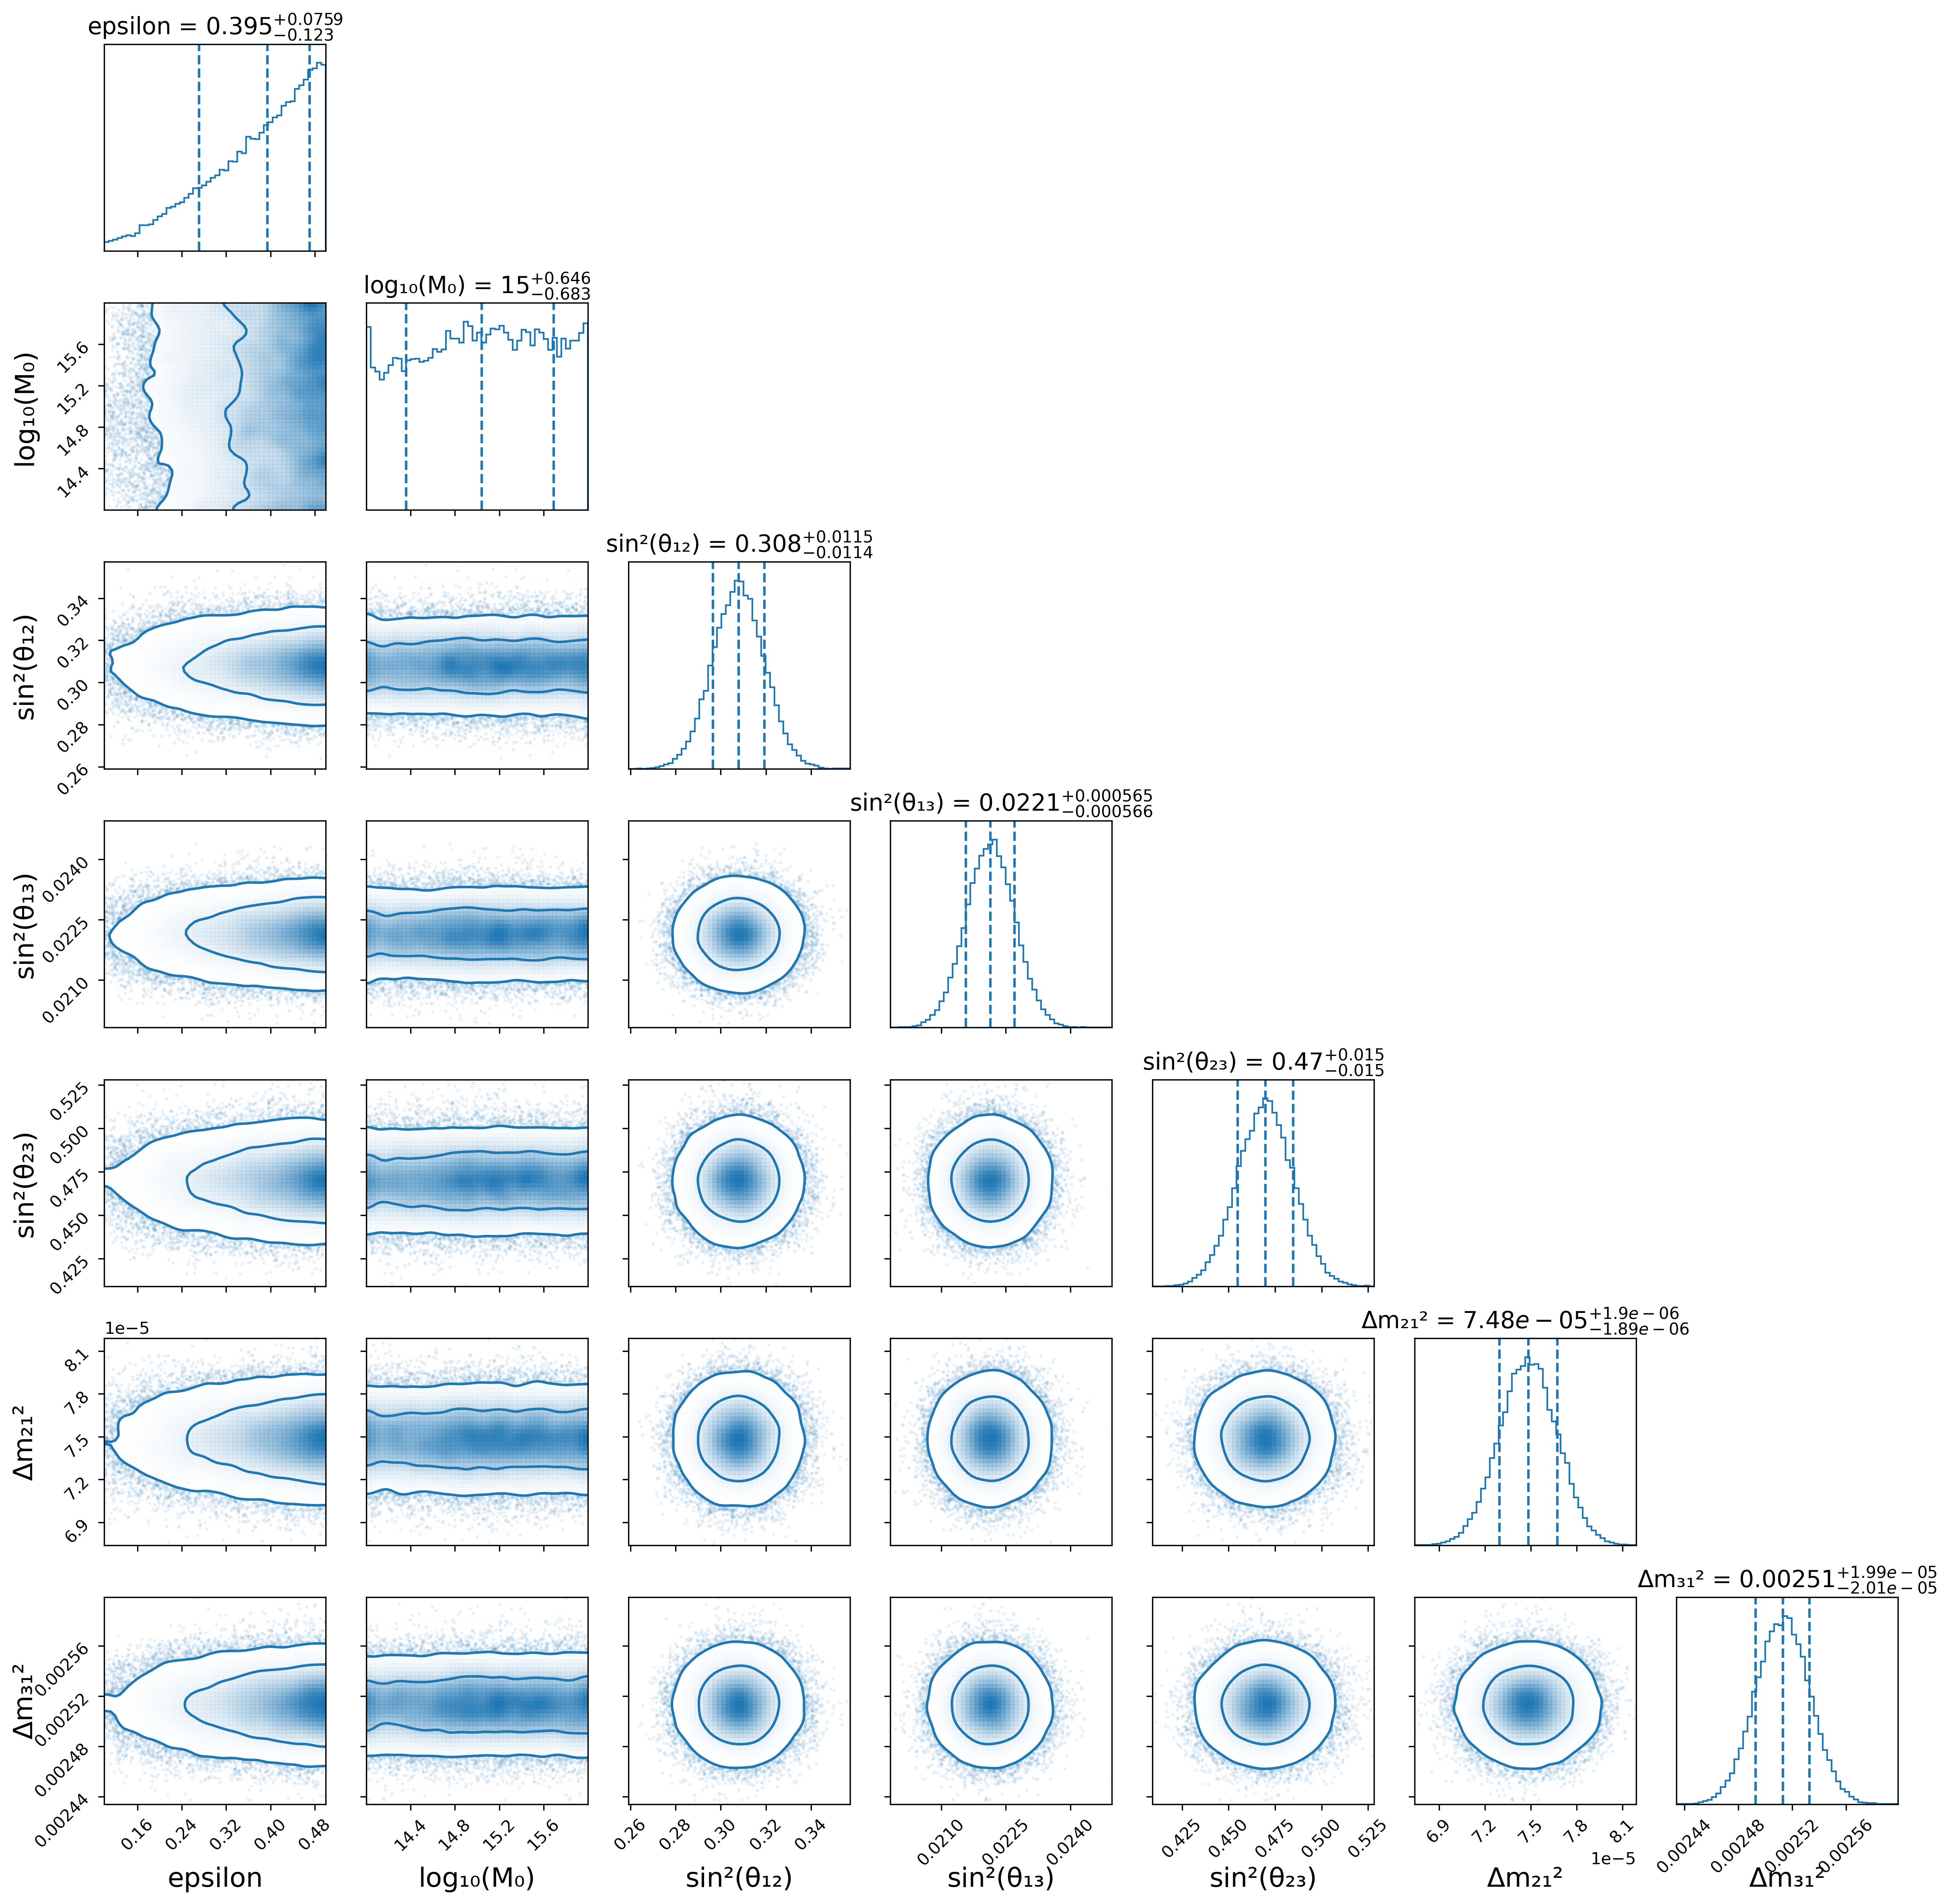 epsilon = 0.395+0.0759−0.123
log₁₀(M₀) = 15+0.646−0.683
15.6
15.2
14.8
14.4
log₁₀(M₀)
sin²(θ₁₂) = 0.308+0.0115−0.0114
0.34
0.32
0.30
0.28
0.26
sin²(θ₁₂)
sin²(θ₁₃) = 0.0221+0.000565−0.000566
0.0240
0.0225
0.0210
sin²(θ₁₃)
sin²(θ₂₃) = 0.47+0.015−0.015
0.525
0.500
0.475
0.450
0.425
sin²(θ₂₃)
Δm₂₁² = 7.48e − 05+1.9e−06−1.89e−06
1e−5
8.1
7.8
7.5
7.2
6.9
Δm₂₁²
Δm₃₁² = 0.00251+1.99e−05−2.01e−05
0.00256
0.00252
0.00248
0.00244
Δm₃₁²
0.16 0.24 0.32 0.40 0.48
14.4 14.8 15.2 15.6
0.26 0.28 0.30 0.32 0.34
0.0210 0.0225 0.0240
0.425 0.450 0.475 0.500 0.525
6.9 7.2 7.5 7.8 8.1
1e−5
0.00244 0.00248 0.00252 0.00256
epsilon
log₁₀(M₀)
sin²(θ₁₂)
sin²(θ₁₃)
sin²(θ₂₃)
Δm₂₁²
Δm₃₁²